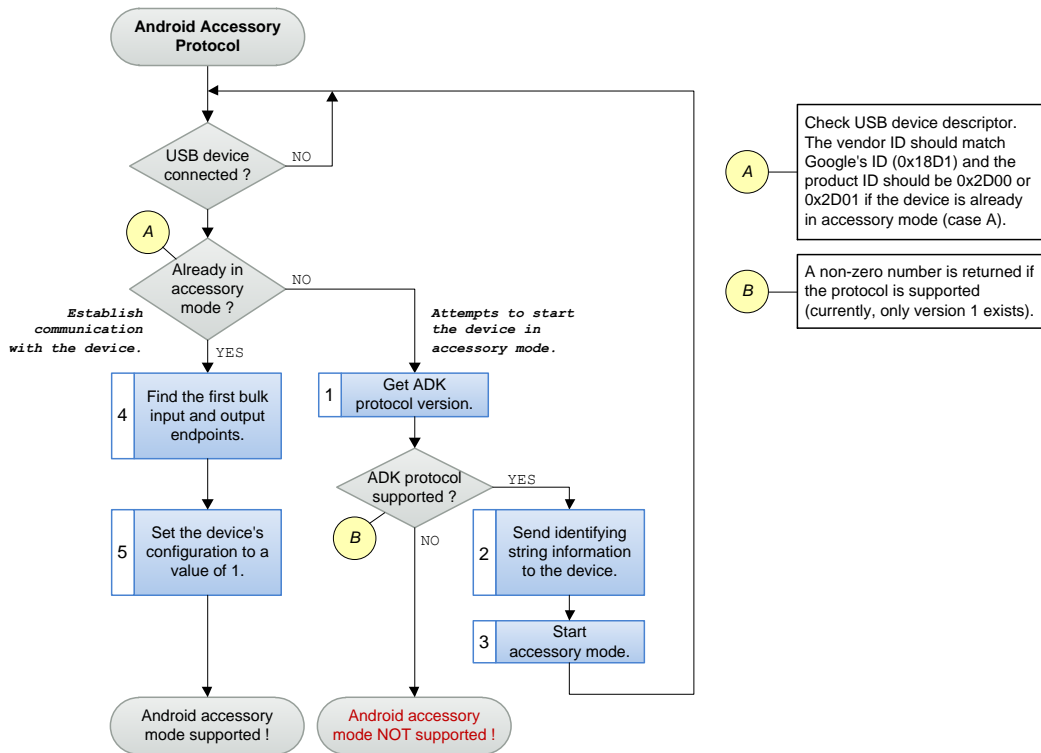 Android Accessory
Protocol
USB device
connected ?
NO
A
Already in
accessory
mode ?
NO
YES
Establish
communication
with the device.
Attempts to start
the device in
accessory mode.
4
Find the first bulk
input and output
endpoints.
1
Get ADK
protocol version.
ADK protocol
supported ?
YES
B
NO
5
Set the device's
configuration to a
value of 1.
2
Send identifying
string information
to the device.
3
Start
accessory mode.
Android accessory
mode supported !
Android accessory
mode NOT supported !
A
Check USB device descriptor.
The vendor ID should match
Google's ID (0x18D1) and the
product ID should be 0x2D00 or
0x2D01 if the device is already
in accessory mode (case A).
B
A non-zero number is returned if
the protocol is supported
(currently, only version 1 exists).